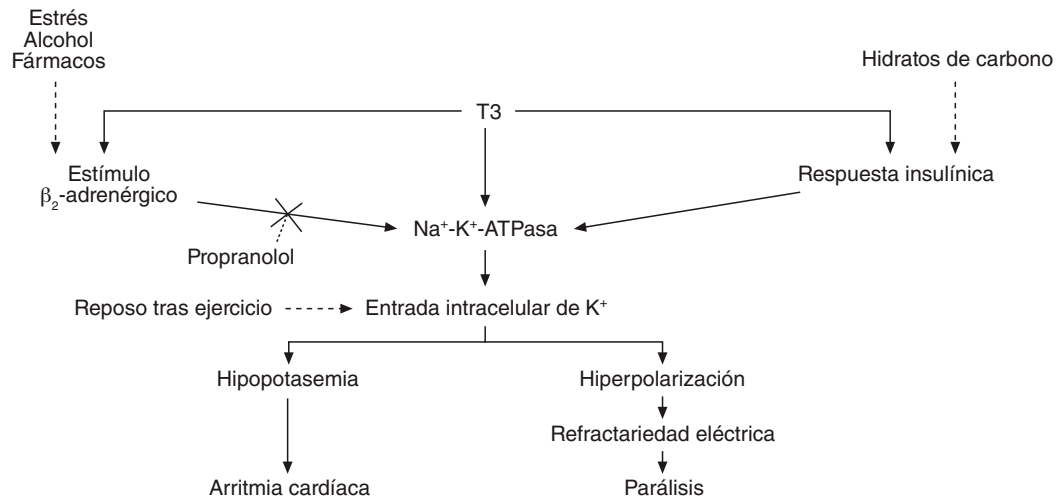 Estrés
Alcohol
Fármacos
Hidratos de carbono
T3
Estímulo
β₂-adrenérgico
Respuesta insulínica
Na⁺-K⁺-ATPasa
Propranolol
Reposo tras ejercicio
Entrada intracelular de K⁺
Hipopotasemia
Hiperpolarización
Refractariedad eléctrica
Arritmia cardíaca
Parálisis